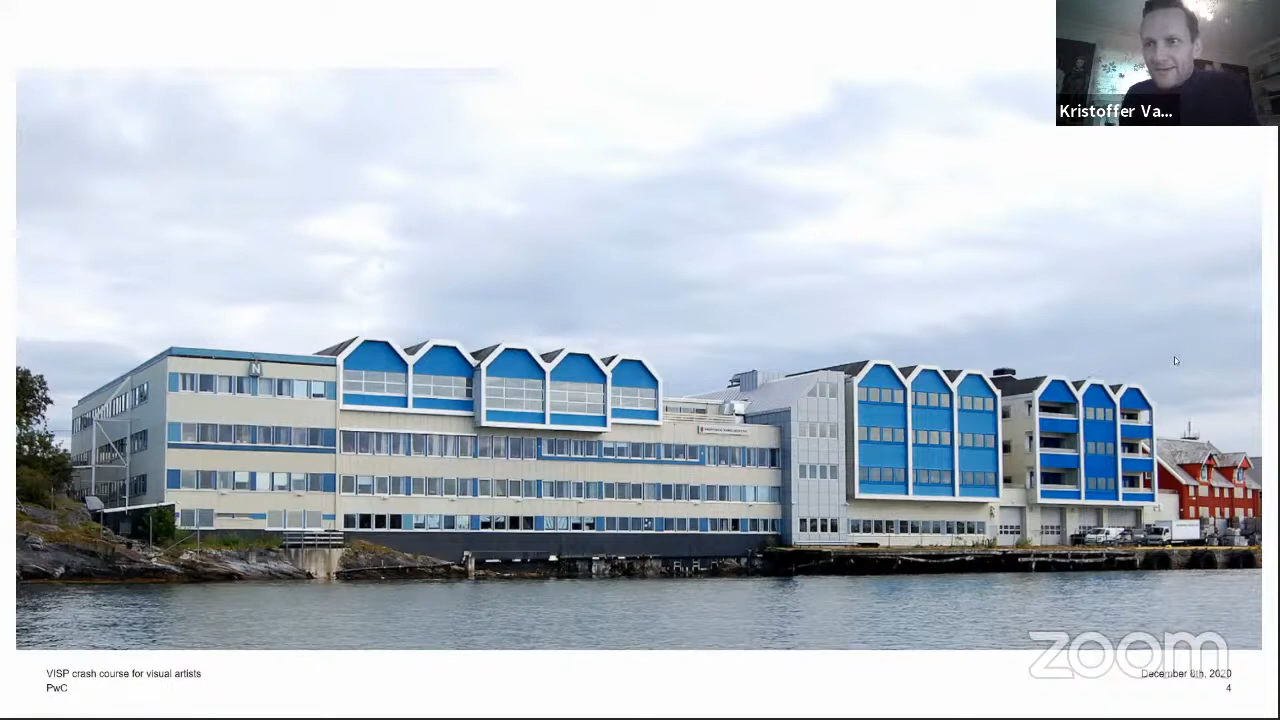 Kristoffer Va...
N
VISP crash course for visual artists
PwC
zoom
December 8th, 2020
4